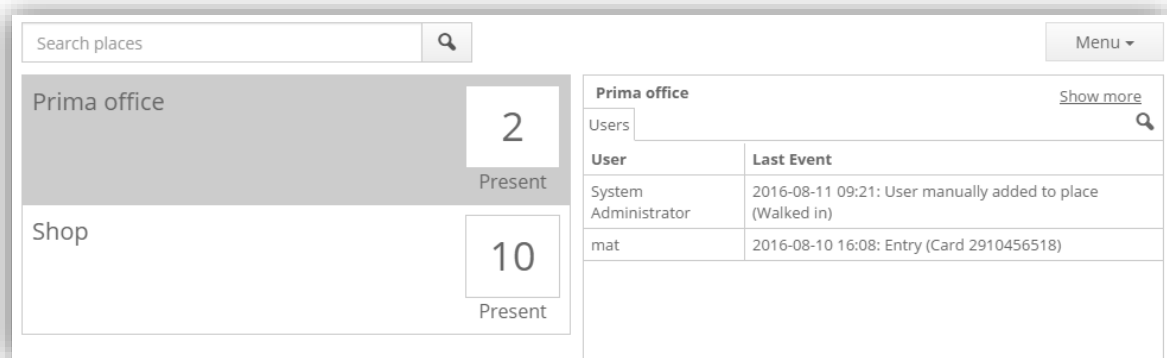 Search places
Menu
Prima office
2
Present
Shop
10
Present
Prima office
Show more
Users
User Last Event
System Administrator 2016-08-11 09:21: User manually added to place (Walked in)
mat 2016-08-10 16:08: Entry (Card 2910456518)